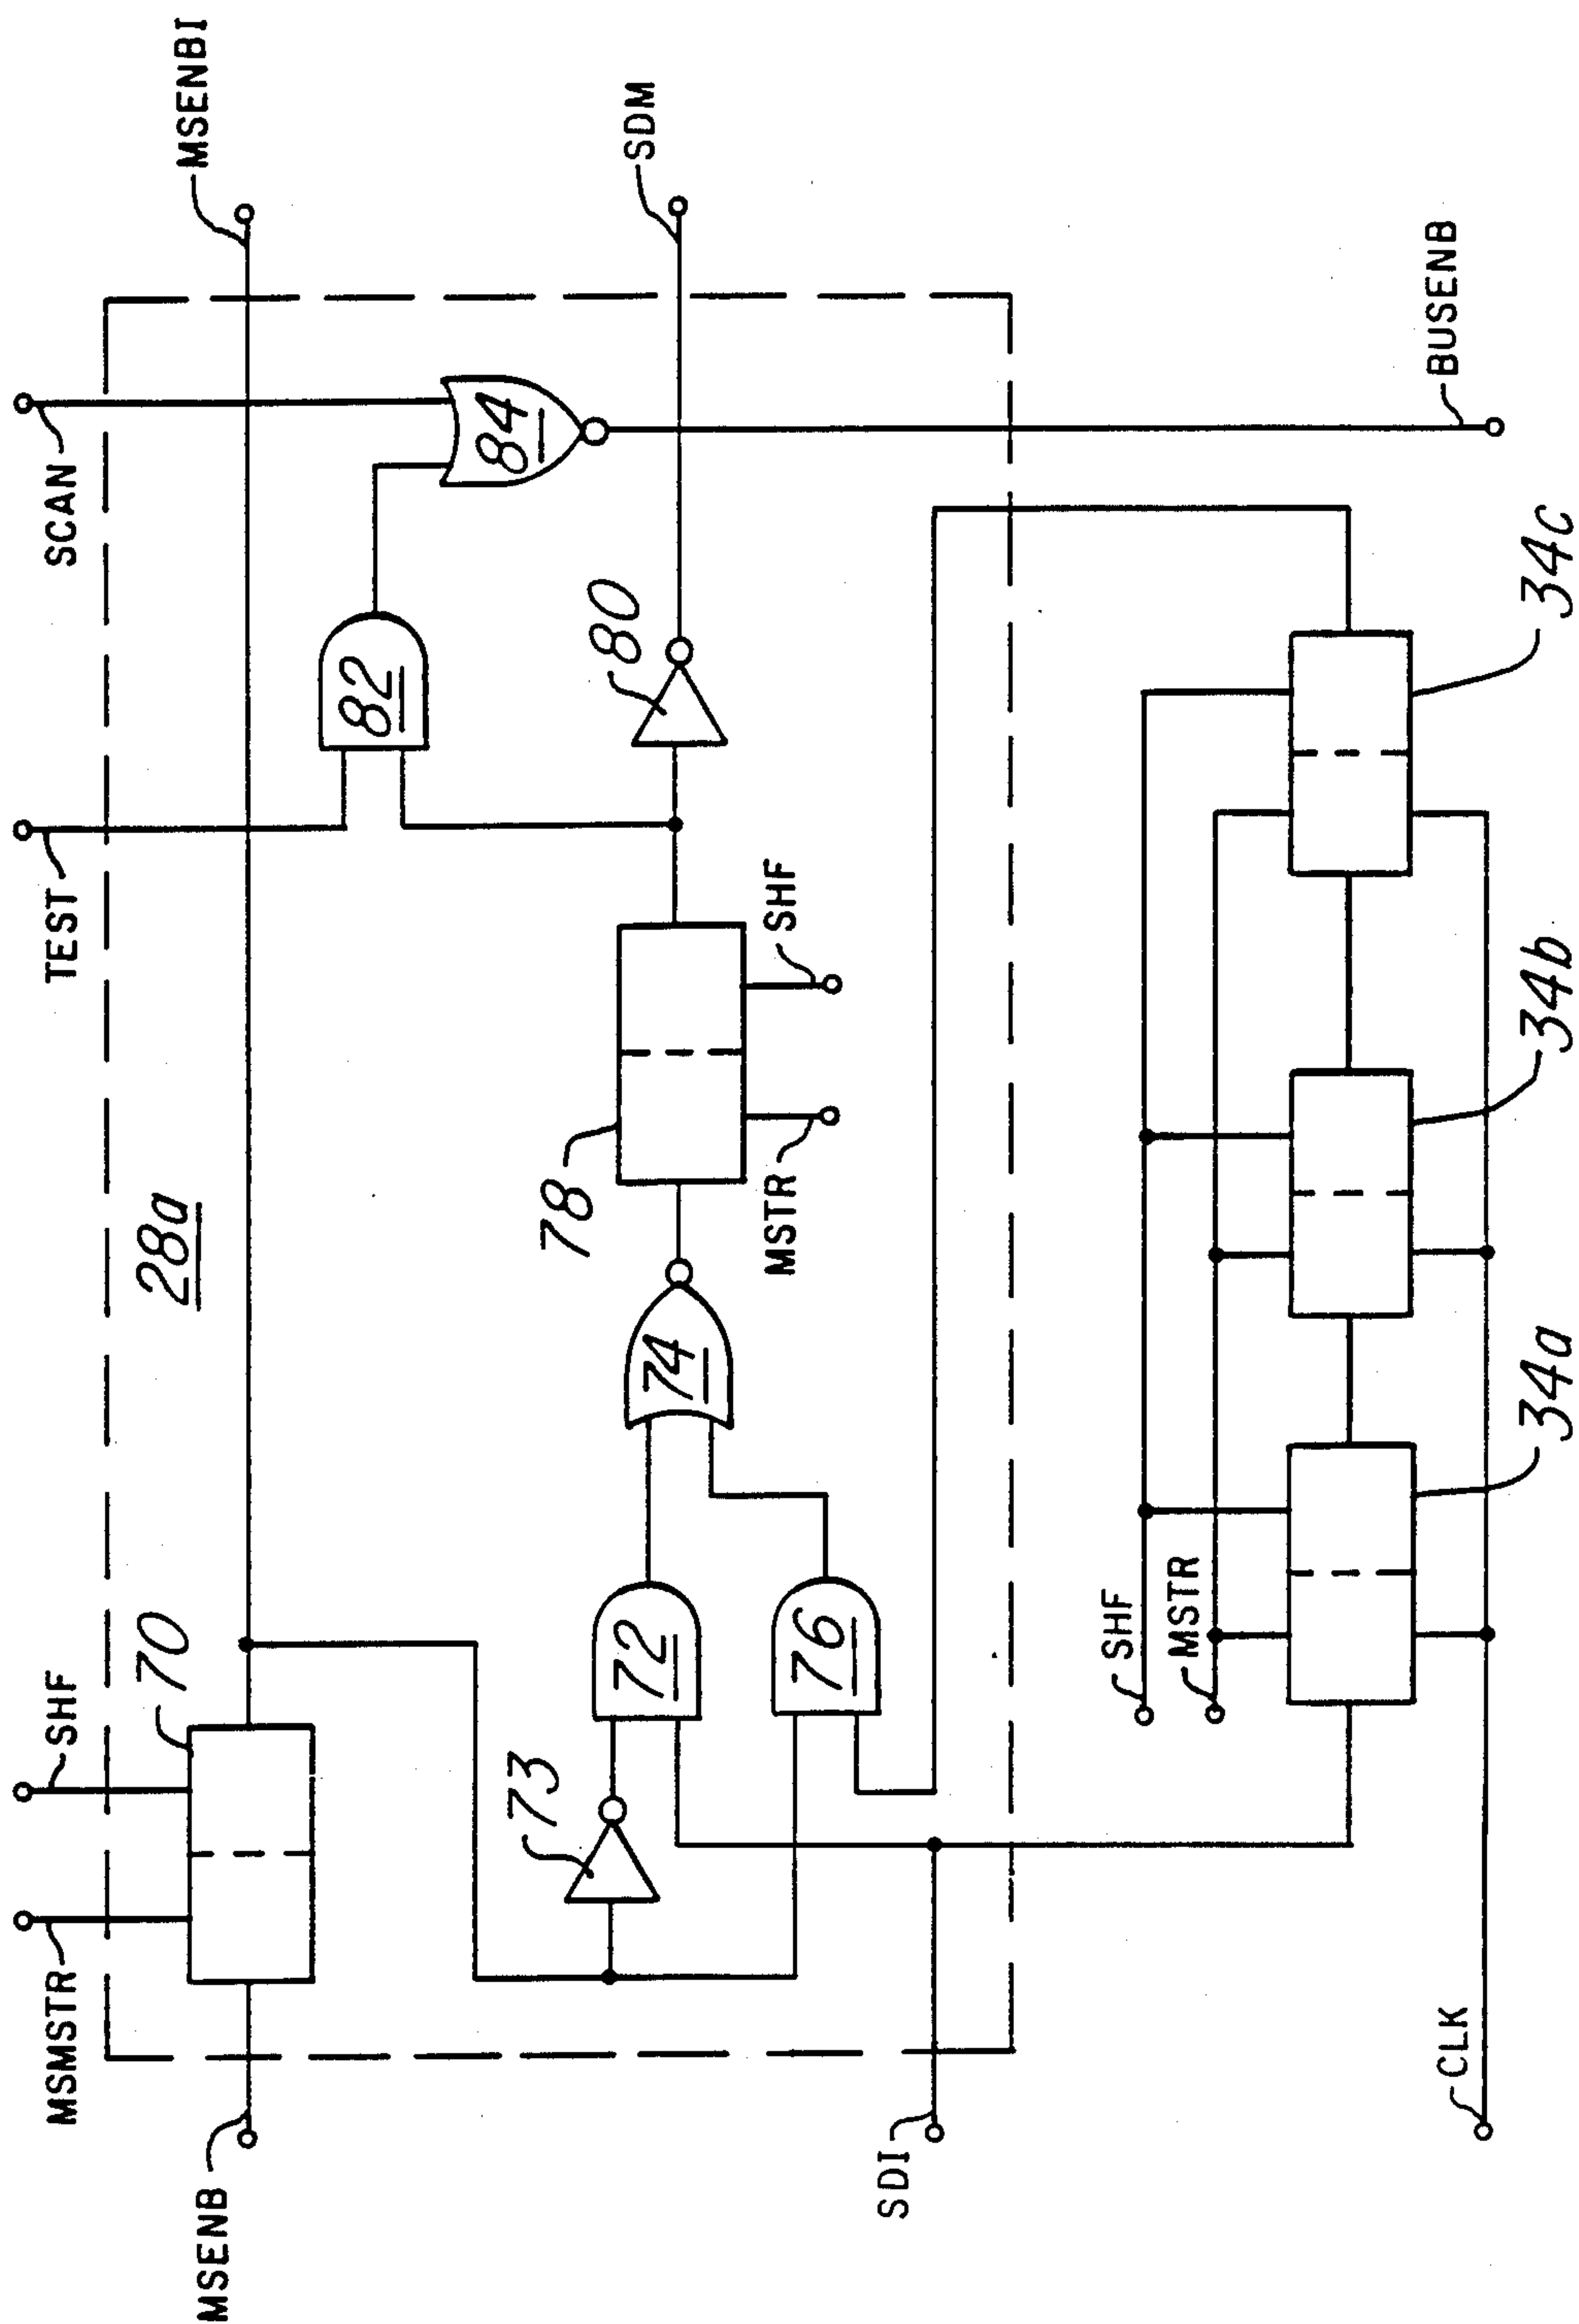 MSMSTR
SHF
TEST
SCAN
MSENB
70
28a
MSENBI
73
72
76
74
78
MSTR
SHF
82
80
84
SDM
SDI
SHF
MSTR
CLK
34a
34b
34c
BUSENB